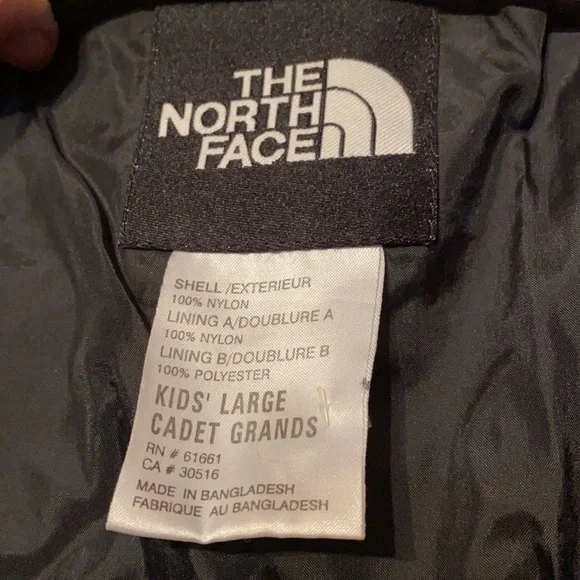 THE
NORTH
FACE
SHELL/EXTERIEUR
100% NYLON
LINING A/DOUBLURE A
100% NYLON
LINING B/DOUBLURE B
100% POLYESTER
KIDS' LARGE
CADET GRANDS
RN # 61661
CA # 30516
MADE IN BANGLADESH
FABRIQUE AU BANGLADESH